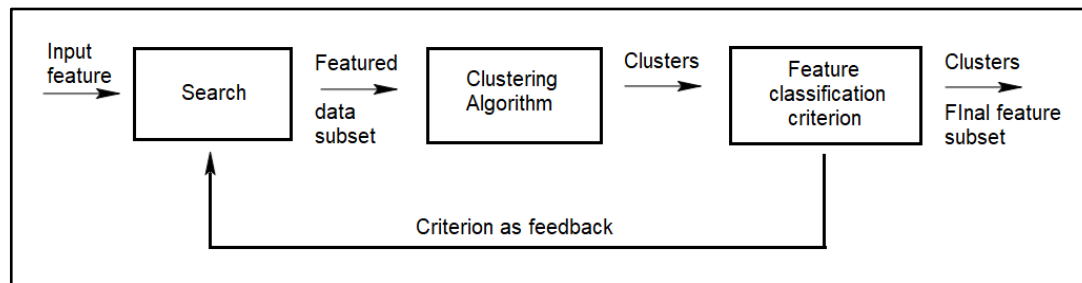 Input
feature
Search
Featured
data
subset
Clustering
Algorithm
Clusters
Feature
classification
criterion
Clusters
FInal feature
subset
Criterion as feedback